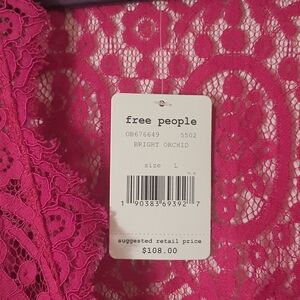 free people
OB676649 5502
BRIGHT ORCHID
size L
1 90383 69392 7
suggested retail price
$108.00